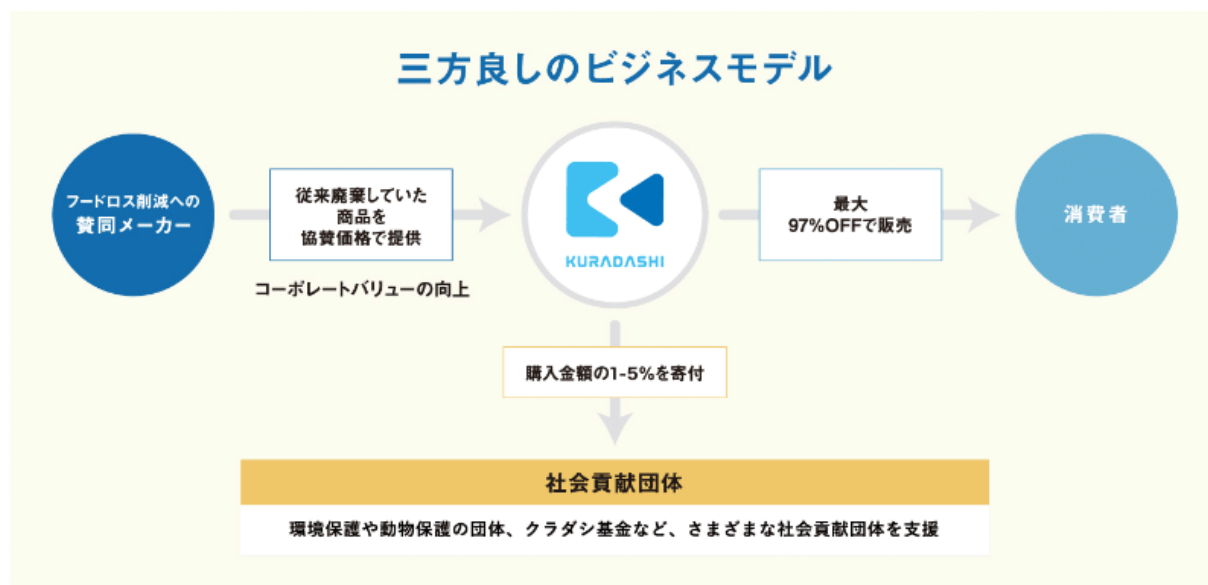 三方良しのビジネスモデル
フードロス削減への
賛同メーカー
従来廃棄していた
商品を
協賛価格で提供
コーポレートバリューの向上
KURADASHI
最大
97%OFFで販売
消費者
購入金額の1-5%を寄付
社会貢献団体
環境保護や動物保護の団体、クラダシ基金など、さまざまな社会貢献団体を支援